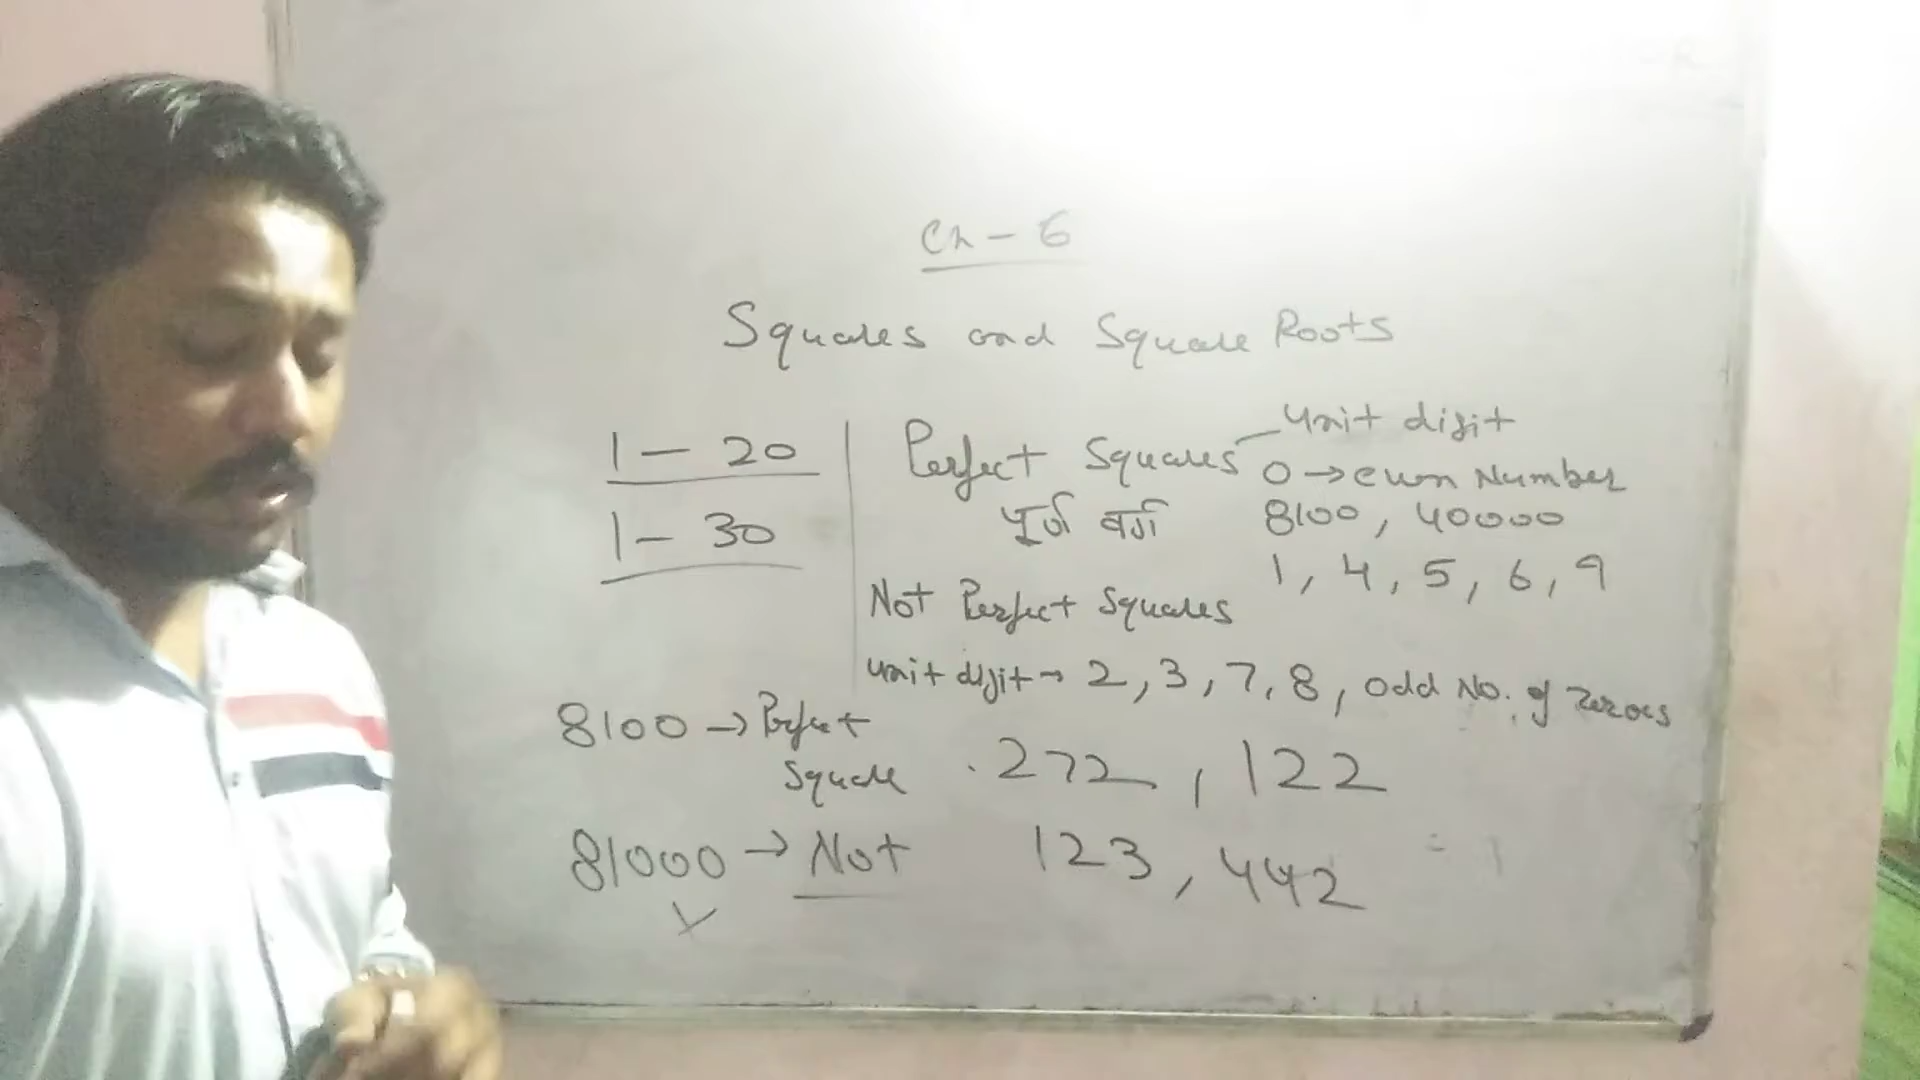 Ch - 6
Squares and Square Roots
1 - 20
1 - 30
Perfect Squares - unit digit
0 → even Number
पूर्ण वर्ग 8100, 40000
1, 4, 5, 6, 9
Not Perfect Squares
unit digit → 2, 3, 7, 8, odd No. of zeroes
8100 → Perfect Square
272, 122
81000 → Not
123, 442